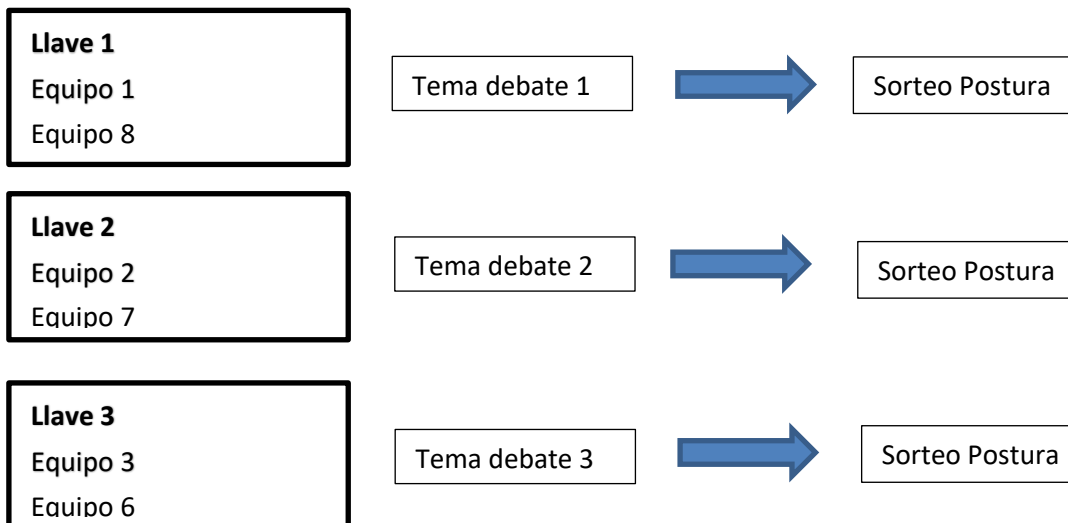 Llave 1
Equipo 1
Equipo 8
Tema debate 1
Sorteo Postura
Llave 2
Equipo 2
Equipo 7
Tema debate 2
Sorteo Postura
Llave 3
Equipo 3
Equipo 6
Tema debate 3
Sorteo Postura